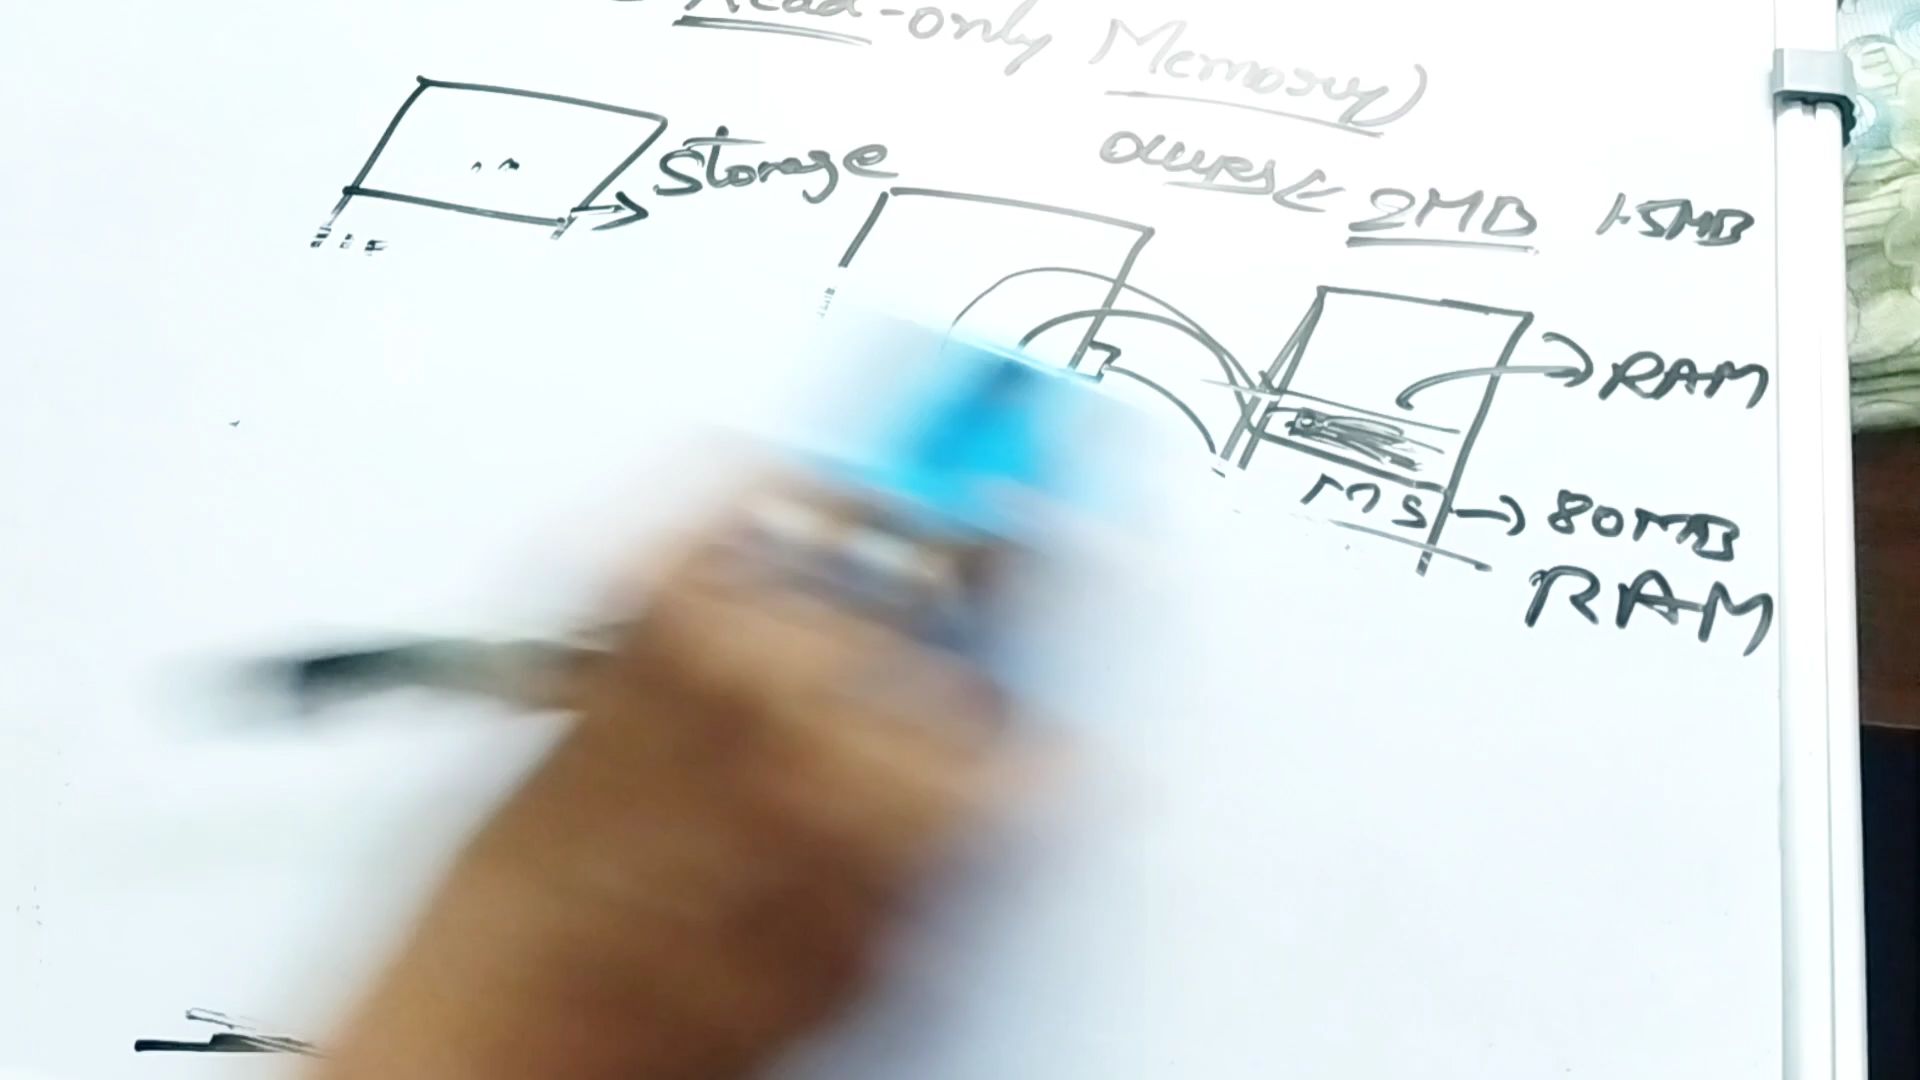 Read-only Memory)
< 2MB 1.5MB
Storage
RAM
MS → 80MB
RAM